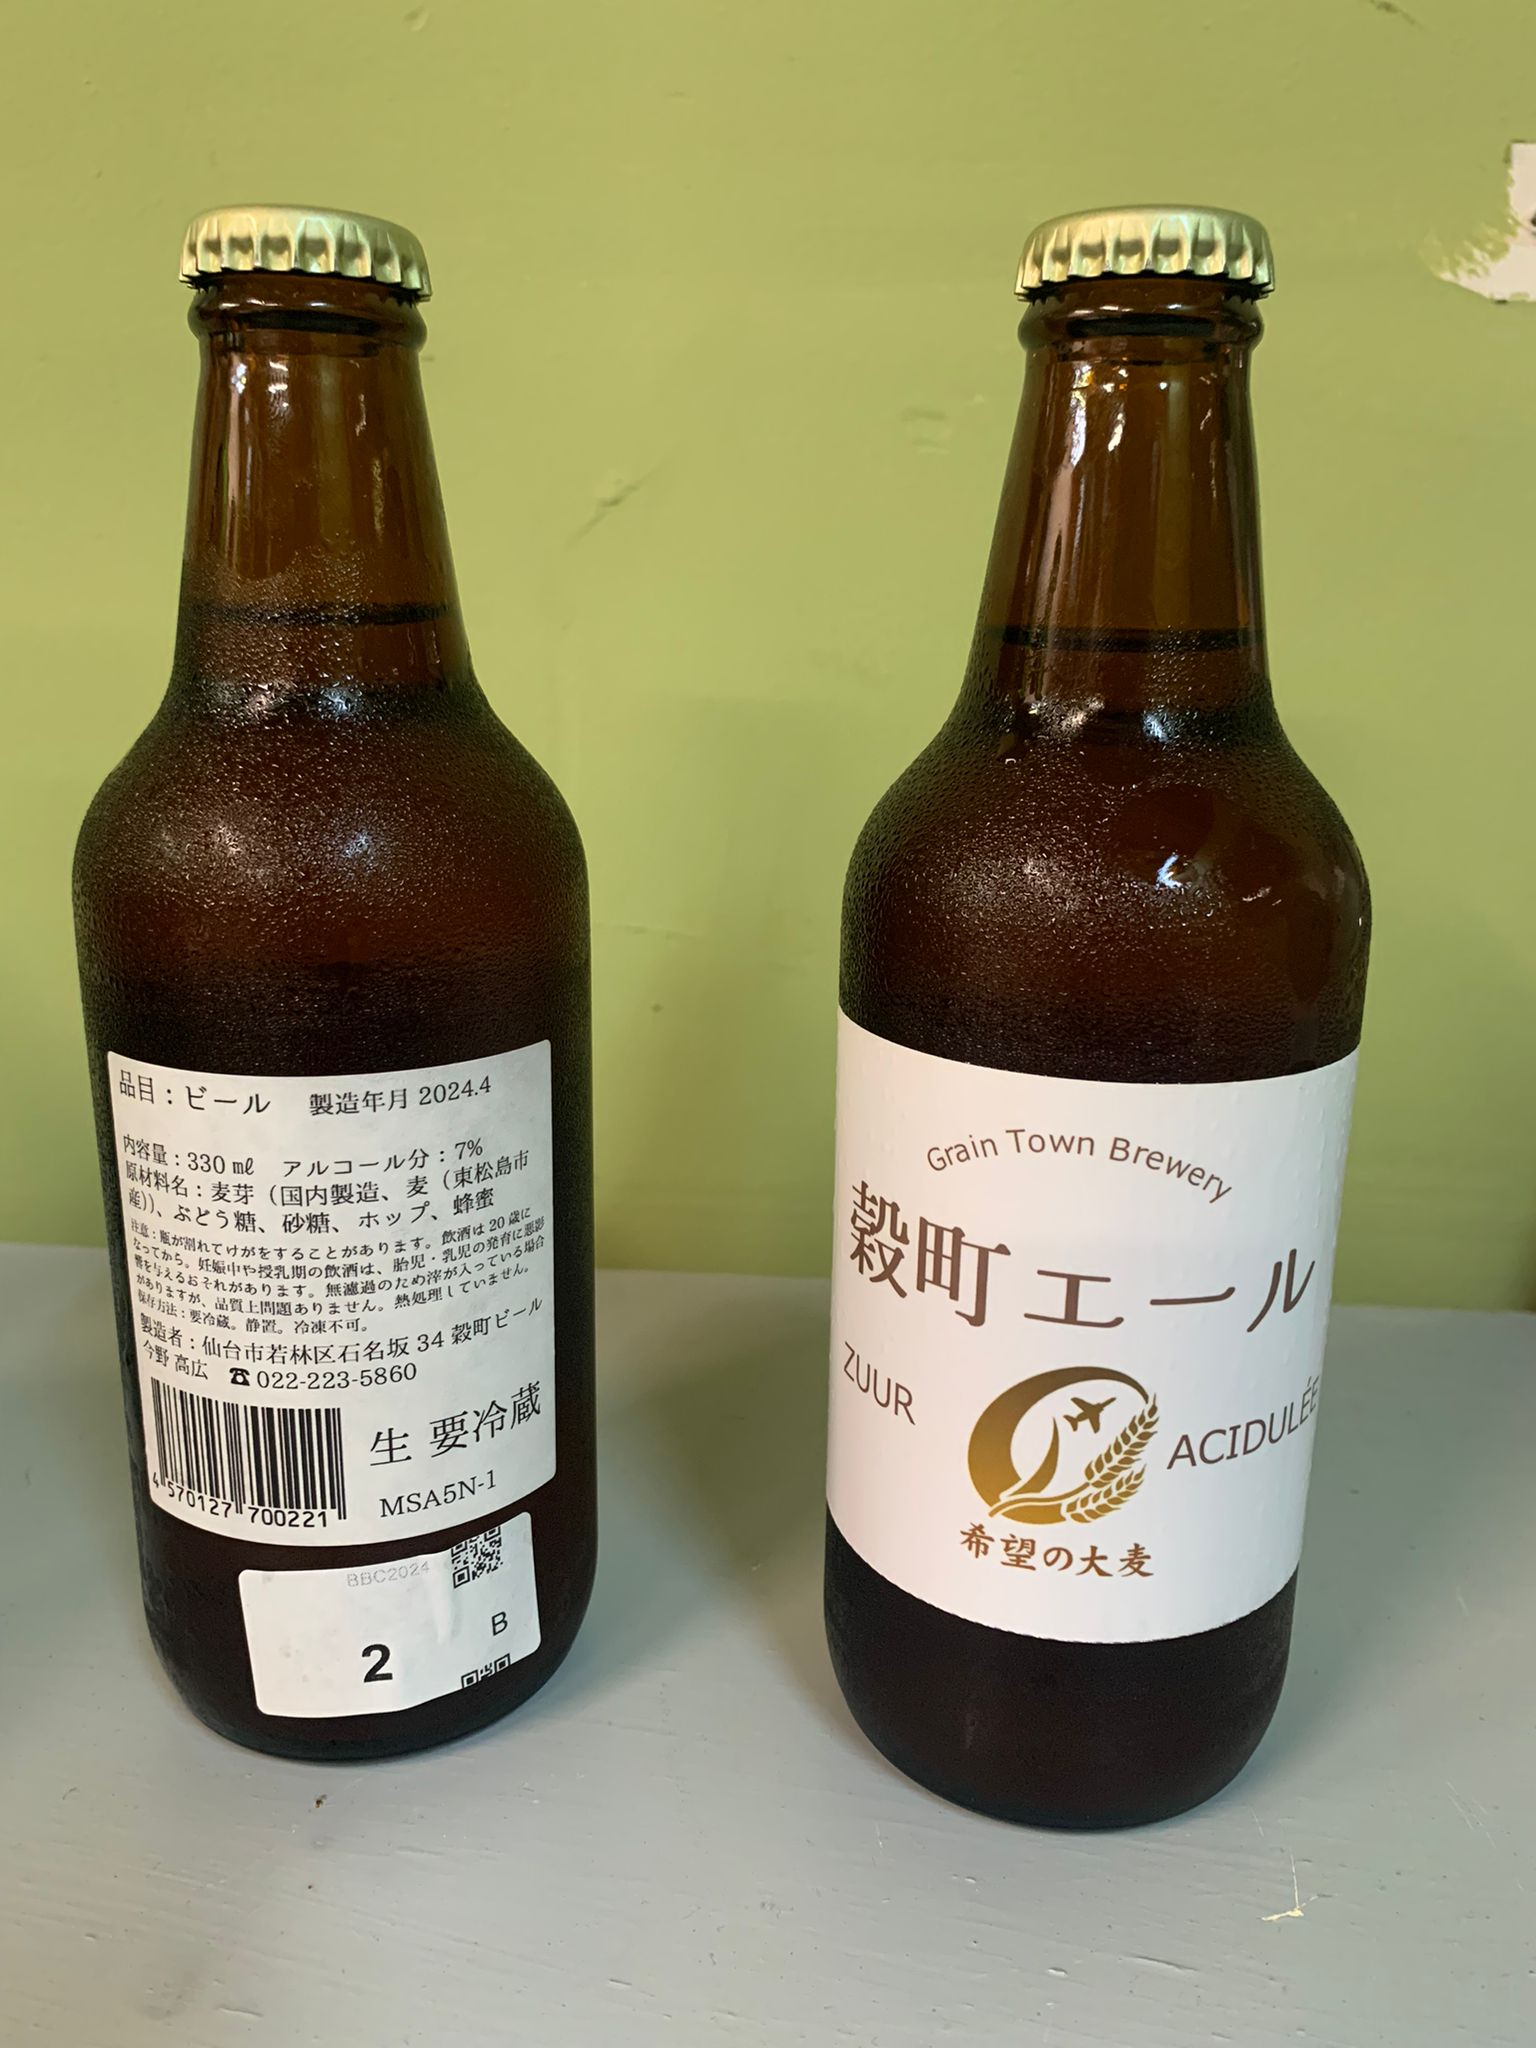 品目：ビール　製造年月 2024.4
内容量：330 ㎖　アルコール分：7%
原材料名：麦芽（国内製造、麦（東松島市
産))、ぶどう糖、砂糖、ホップ、蜂蜜
注意：瓶が割れてけがをすることがあります。飲酒は 20 歳に
なってから。妊娠中や授乳期の飲酒は、胎児・乳児の発育に悪影
響を与えるおそれがあります。無濾過のため滓が入っている場合
がありますが、品質上問題ありません。熱処理していません。
保存方法：要冷蔵。静置。冷凍不可。
製造者：仙台市若林区石名坂 34 穀町ビール
今野 高広　☎ 022-223-5860
生 要冷蔵
MSA5N-1
4 570127 700221
BBC2024
B
2
Grain Town Brewery
穀町エール
ZUUR
ACIDULÉE
希望の大麦